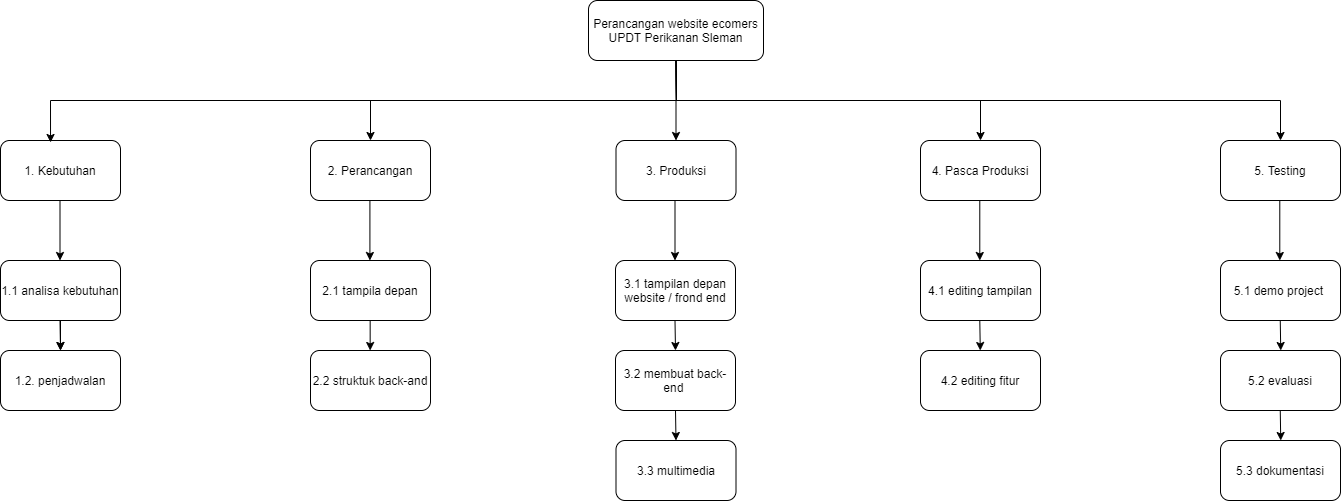 Perancangan website ecomers
UPDT Perikanan Sleman
1. Kebutuhan
2. Perancangan
3. Produksi
4. Pasca Produksi
5. Testing
1.1 analisa kebutuhan
2.1 tampila depan
3.1 tampilan depan
website / frond end
4.1 editing tampilan
5.1 demo project
1.2. penjadwalan
2.2 struktuk back-and
3.2 membuat back-
end
4.2 editing fitur
5.2 evaluasi
3.3 multimedia
5.3 dokumentasi